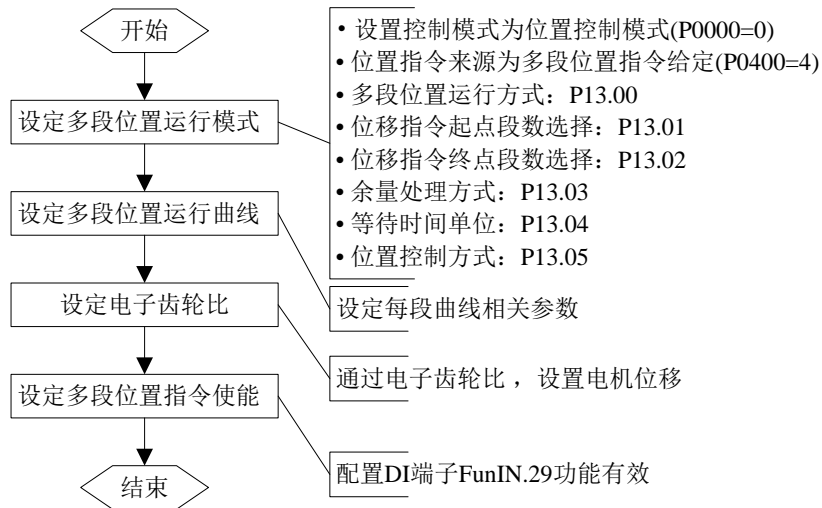 开始
设定多段位置运行模式
设定多段位置运行曲线
设定电子齿轮比
设定多段位置指令使能
结束
• 设置控制模式为位置控制模式(P0000=0)
• 位置指令来源为多段位置指令给定(P0400=4)
• 多段位置运行方式：P13.00
• 位移指令起点段数选择：P13.01
• 位移指令终点段数选择：P13.02
• 余量处理方式：P13.03
• 等待时间单位：P13.04
• 位置控制方式：P13.05
设定每段曲线相关参数
通过电子齿轮比，设置电机位移
配置DI端子FunIN.29功能有效